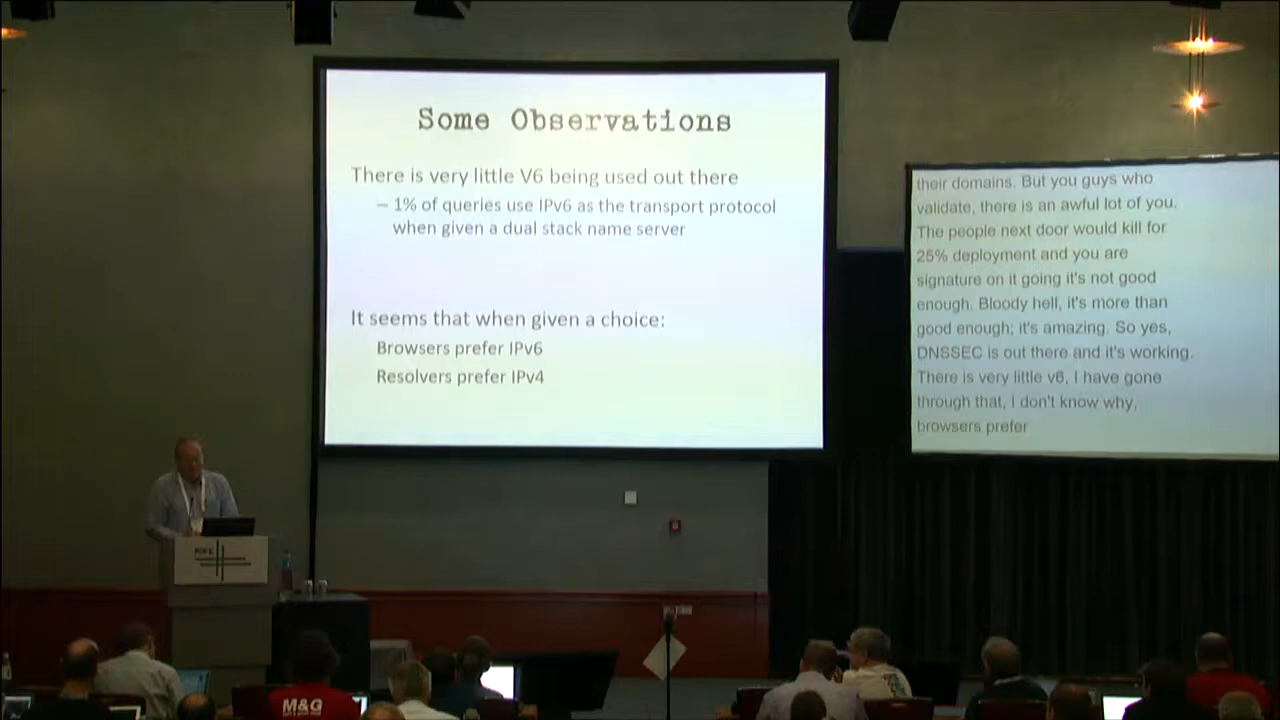 Some Observations
There is very little V6 being used out there
– 1% of queries use IPv6 as the transport protocol
when given a dual stack name server
It seems that when given a choice:
Browsers prefer IPv6
Resolvers prefer IPv4
their domains. But you guys who
validate, there is an awful lot of you.
The people next door would kill for
25% deployment and you are
signature on it going it's not good
enough. Bloody hell, it's more than
good enough; it's amazing. So yes,
DNSSEC is out there and it's working.
There is very little v6, I have gone
through that, I don't know why,
browsers prefer
M&G